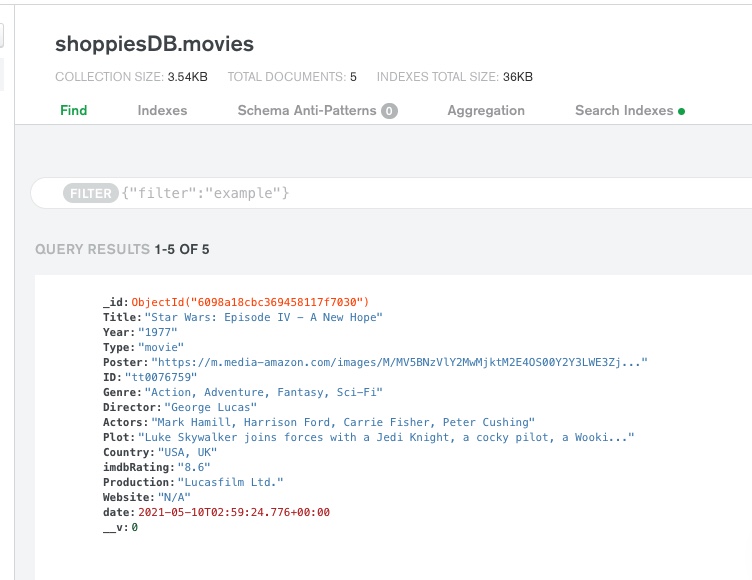 shoppiesDB.movies
COLLECTION SIZE: 3.54KB TOTAL DOCUMENTS: 5 INDEXES TOTAL SIZE: 36KB
Find Indexes Schema Anti-Patterns 0 Aggregation Search Indexes
FILTER {"filter":"example"}
QUERY RESULTS 1-5 OF 5
_id: ObjectId("6098a18cbc369458117f7030")
Title: "Star Wars: Episode IV - A New Hope"
Year: "1977"
Type: "movie"
Poster: "https://m.media-amazon.com/images/M/MV5BNzVlY2MwMjktM2E4OS00Y2Y3LWE3Zj..."
ID: "tt0076759"
Genre: "Action, Adventure, Fantasy, Sci-Fi"
Director: "George Lucas"
Actors: "Mark Hamill, Harrison Ford, Carrie Fisher, Peter Cushing"
Plot: "Luke Skywalker joins forces with a Jedi Knight, a cocky pilot, a Wooki..."
Country: "USA, UK"
imdbRating: "8.6"
Production: "Lucasfilm Ltd."
Website: "N/A"
date: 2021-05-10T02:59:24.776+00:00
__v: 0